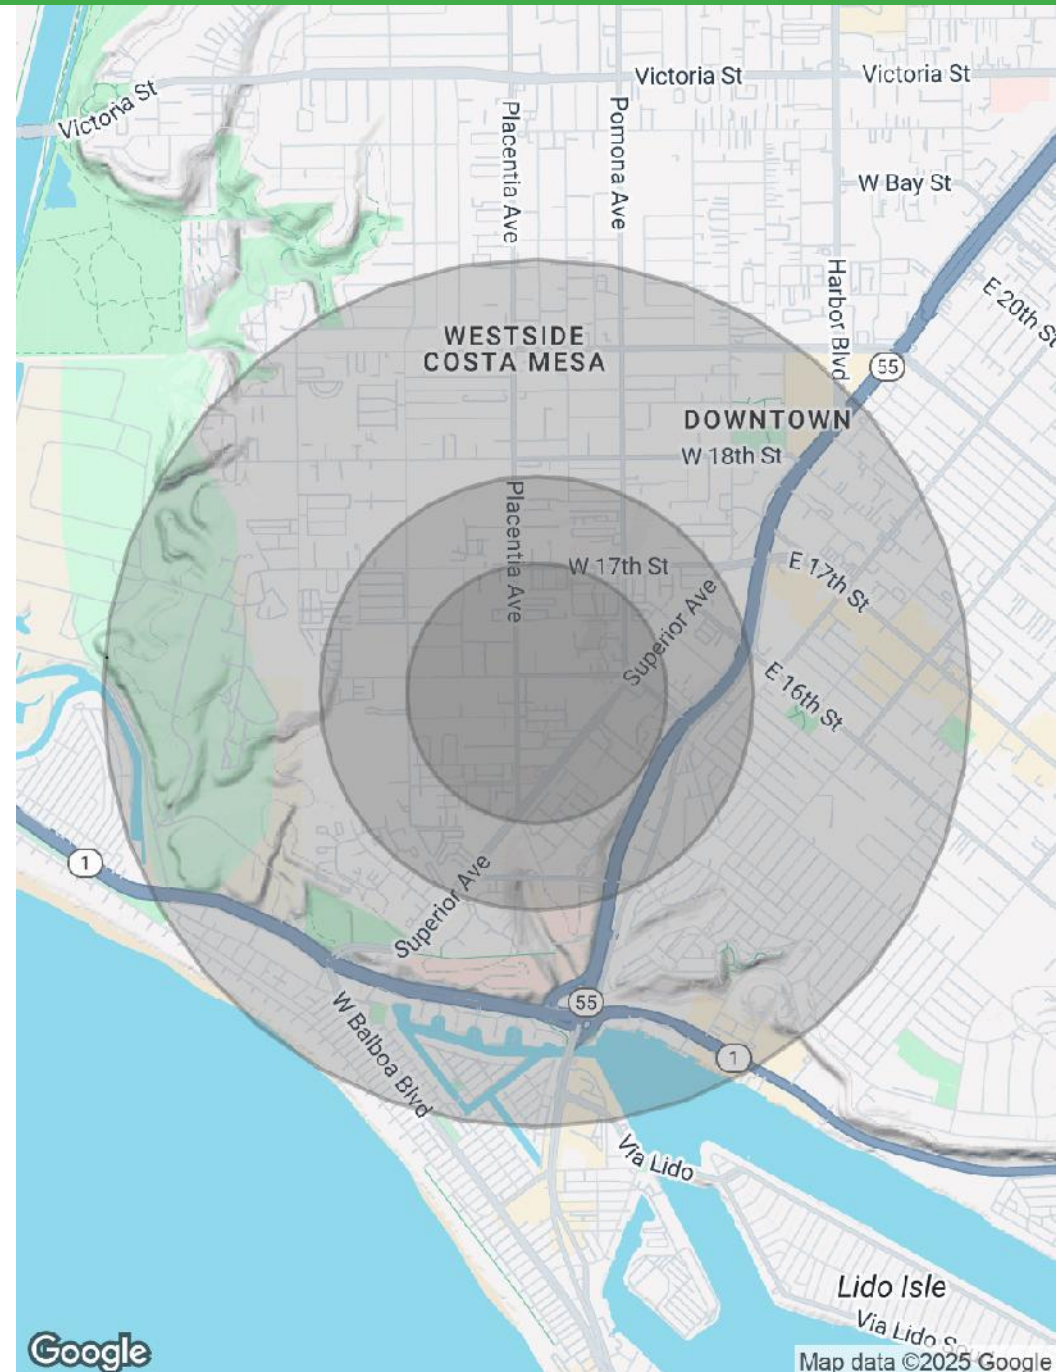 Victoria St
Victoria St
Victoria St
Placentia Ave
Pomona Ave
W Bay St
Harbor Blvd
E 20th St
WESTSIDE
COSTA MESA
55
DOWNTOWN
W 18th St
Placentia Ave
W 17th St
E 17th St
Superior Ave
E 16th St
1
Superior Ave
55
W Balboa Blvd
1
Via Lido
Lido Isle
Via Lido
Google
Map data ©2025 Google